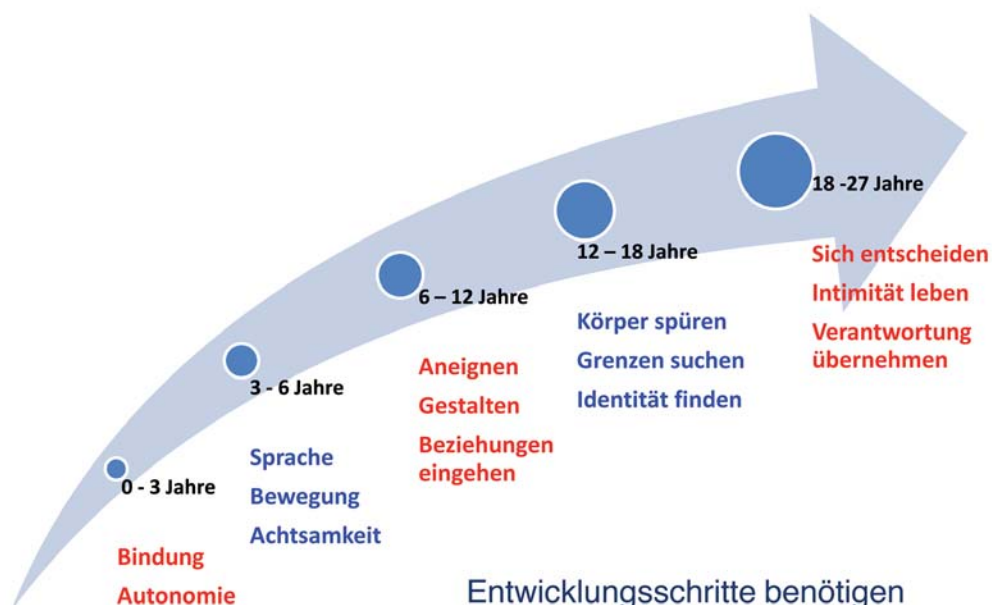 0 - 3 Jahre
Bindung
Autonomie
3 - 6 Jahre
Sprache
Bewegung
Achtsamkeit
6 – 12 Jahre
Aneignen
Gestalten
Beziehungen
eingehen
12 – 18 Jahre
Körper spüren
Grenzen suchen
Identität finden
18 -27 Jahre
Sich entscheiden
Intimität leben
Verantwortung
übernehmen
Entwicklungsschritte benötigen